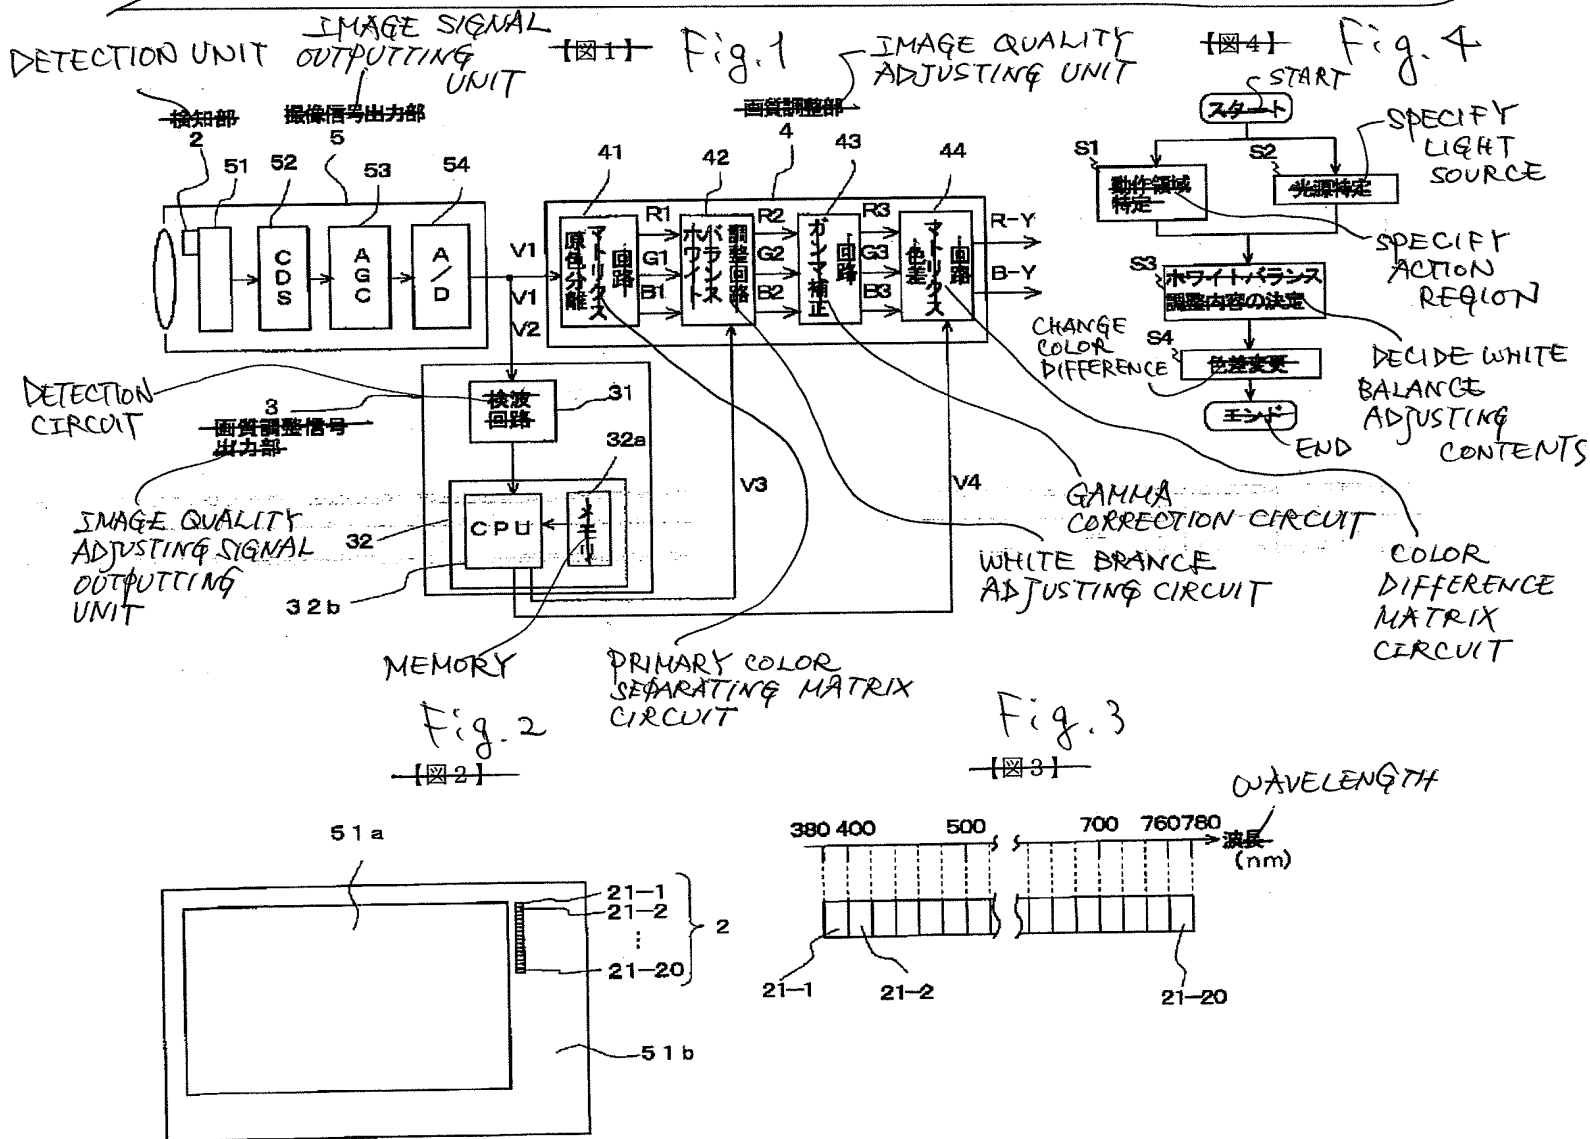 IMAGE SIGNAL
OUTPUTTING
UNIT
DETECTION UNIT
【図1】 Fig.1
IMAGE QUALITY
ADJUSTING UNIT
検知部
2
撮像信号出力部
5
画質調整部
4
51
52
53
54
41
42
43
44
CDS
AGC
A/D
V1
V1
V2
原色分離
マトリクス
回路
R1
G1
B1
ホワイト
バランス
調整回路
R2
G2
B2
ガンマ補正
回路
R3
G3
B3
色差
マトリクス
回路
R-Y
B-Y
DETECTION
CIRCUIT
3
画質調整信号
出力部
検波
回路
31
32a
CPU
メモリ
32
32b
V3
V4
IMAGE QUALITY
ADJUSTING SIGNAL
OUTPUTTING
UNIT
MEMORY
PRIMARY COLOR
SEPARATING MATRIX
CIRCUIT
WHITE BRANCE
ADJUSTING CIRCUIT
GAMMA
CORRECTION CIRCUIT
COLOR
DIFFERENCE
MATRIX
CIRCUIT
【図4】 Fig.4
START
スタート
S1
動作領域
特定
S2
光源特定
SPECIFY
LIGHT
SOURCE
SPECIFY
ACTION
REGION
S3
ホワイトバランス
調整内容の決定
CHANGE
COLOR
DIFFERENCE
S4
色差変更
DECIDE WHITE
BALANCE
ADJUSTING
CONTENTS
エンド
END
Fig.2
【図2】
51a
21-1
21-2
⋮
21-20
2
51b
Fig.3
【図3】
WAVELENGTH
380 400 500 700 760 780
波長
(nm)
21-1
21-2
21-20